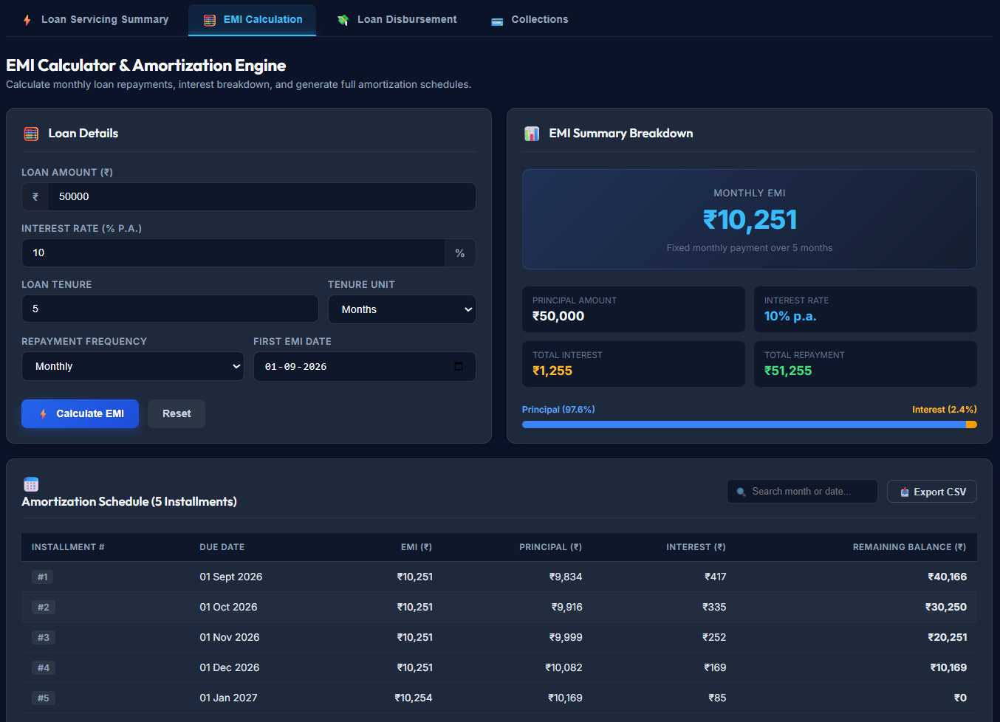 Loan Servicing Summary
EMI Calculation
Loan Disbursement
Collections
EMI Calculator & Amortization Engine
Calculate monthly loan repayments, interest breakdown, and generate full amortization schedules.
Loan Details
LOAN AMOUNT (₹)
₹ 50000
INTEREST RATE (% P.A.)
10 %
LOAN TENURE
TENURE UNIT
5
Months
REPAYMENT FREQUENCY
FIRST EMI DATE
Monthly
01-09-2026
Calculate EMI
Reset
EMI Summary Breakdown
MONTHLY EMI
₹10,251
Fixed monthly payment over 5 months
PRINCIPAL AMOUNT
₹50,000
INTEREST RATE
10% p.a.
TOTAL INTEREST
₹1,255
TOTAL REPAYMENT
₹51,255
Principal (97.6%)
Interest (2.4%)
Amortization Schedule (5 Installments)
Search month or date...
Export CSV
INSTALLMENT # DUE DATE EMI (₹) PRINCIPAL (₹) INTEREST (₹) REMAINING BALANCE (₹)
#1 01 Sept 2026 ₹10,251 ₹9,834 ₹417 ₹40,166
#2 01 Oct 2026 ₹10,251 ₹9,916 ₹335 ₹30,250
#3 01 Nov 2026 ₹10,251 ₹9,999 ₹252 ₹20,251
#4 01 Dec 2026 ₹10,251 ₹10,082 ₹169 ₹10,169
#5 01 Jan 2027 ₹10,254 ₹10,169 ₹85 ₹0